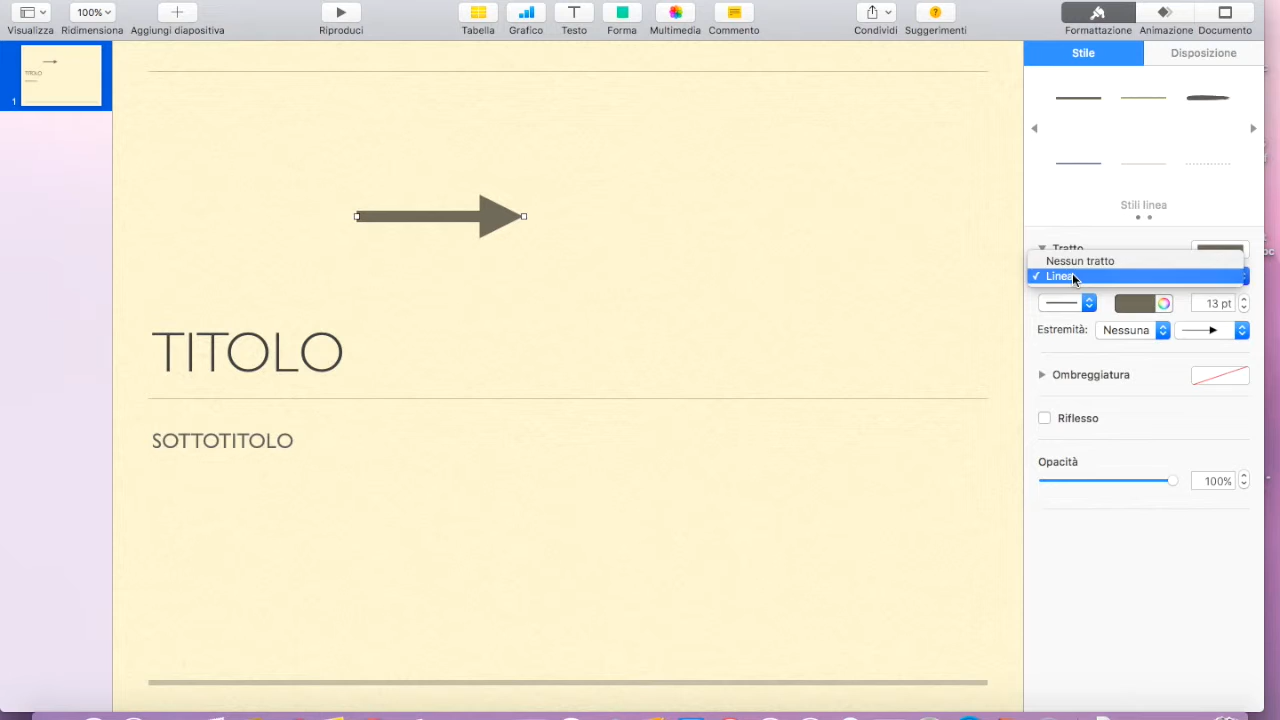 100%
Visualizza Ridimensiona Aggiungi diapositiva Riproduci Tabella Grafico Testo Forma Multimedia Commento Condividi Suggerimenti Formattazione Animazione Documento
Stile Disposizione
TITOLO
1
Stili linea
Tratto
Nessun tratto
✓ Linea
13 pt
Estremità: Nessuna
TITOLO
Ombreggiatura
Riflesso
SOTTOTITOLO
Opacità
100%